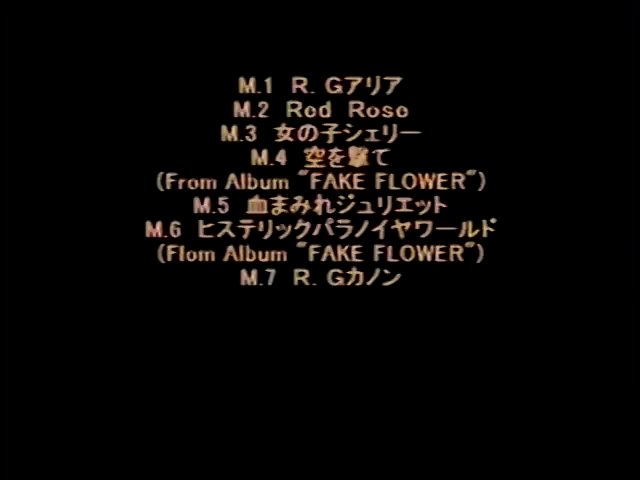 M.1 R. Gアリア
M.2 Red Rose
M.3 女の子シェリー
M.4 空を撃て
(From Album "FAKE FLOWER")
M.5 血まみれジュリエット
M.6 ヒステリックパラノイヤワールド
(Flom Album "FAKE FLOWER")
M.7 R. Gカノン